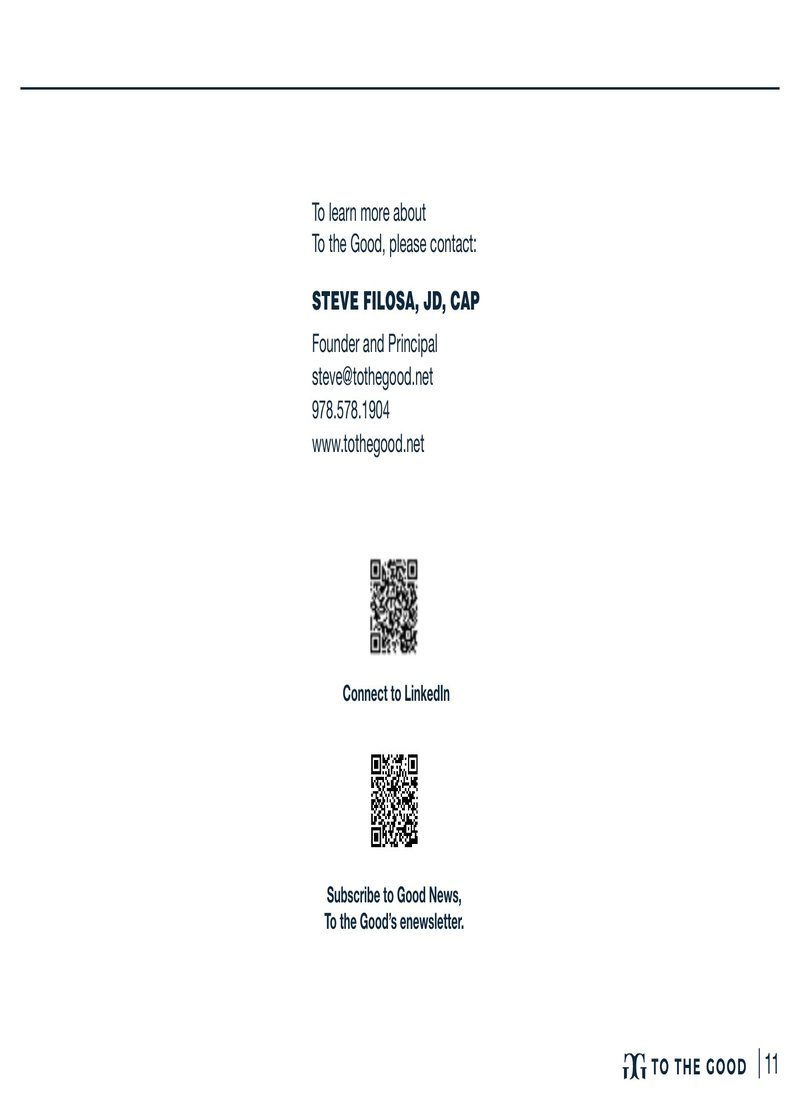 To learn more about
To the Good, please contact:
STEVE FILOSA, JD, CAP
Founder and Principal
steve@tothegood.net
978.578.1904
www.tothegood.net
Connect to LinkedIn
Subscribe to Good News,
To the Good's enewsletter.
TO THE GOOD | 11